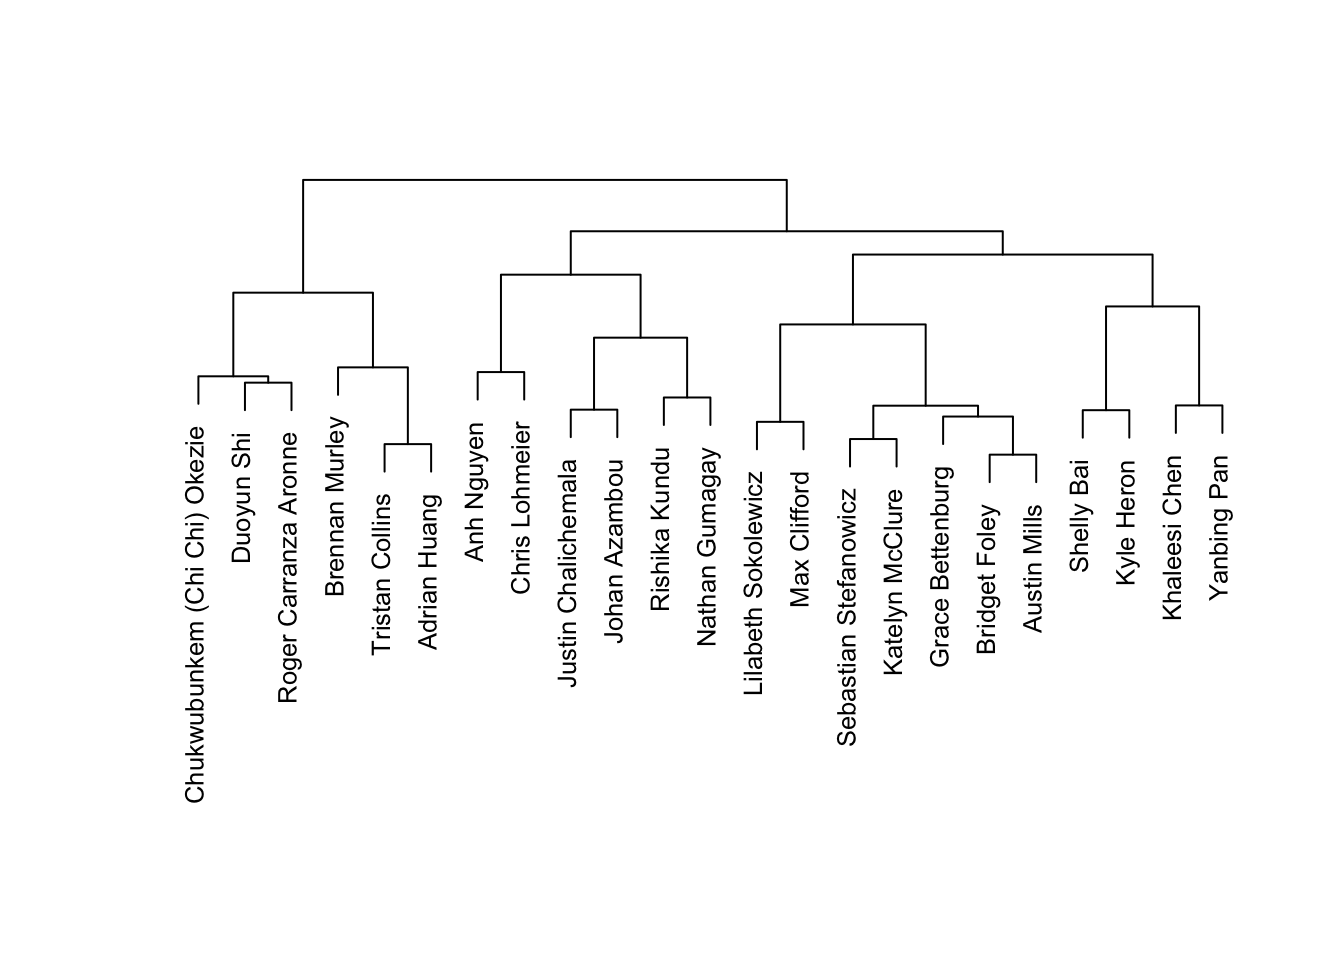 Chukwubunkem (Chi Chi) Okezie
Duoyun Shi
Roger Carranza Aronne
Brennan Murley
Tristan Collins
Adrian Huang
Anh Nguyen
Chris Lohmeier
Justin Chalichemala
Johan Azambou
Rishika Kundu
Nathan Gumagay
Lilabeth Sokolewicz
Max Clifford
Sebastian Stefanowicz
Katelyn McClure
Grace Bettenburg
Bridget Foley
Austin Mills
Shelly Bai
Kyle Heron
Khaleesi Chen
Yanbing Pan